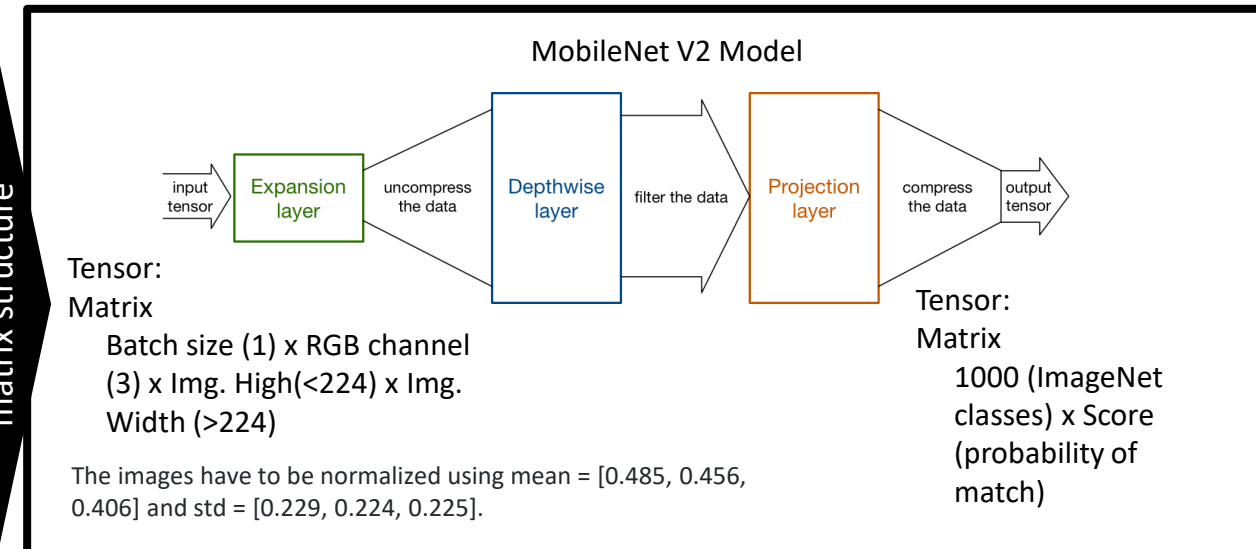 matrix structure
MobileNet V2 Model
input
tensor
Expansion
layer
uncompress
the data
Depthwise
layer
filter the data
Projection
layer
compress
the data
output
tensor
Tensor:
Matrix
Batch size (1) x RGB channel
(3) x Img. High(<224) x Img.
Width (>224)
The images have to be normalized using mean = [0.485, 0.456,
0.406] and std = [0.229, 0.224, 0.225].
Tensor:
Matrix
1000 (ImageNet
classes) x Score
(probability of
match)